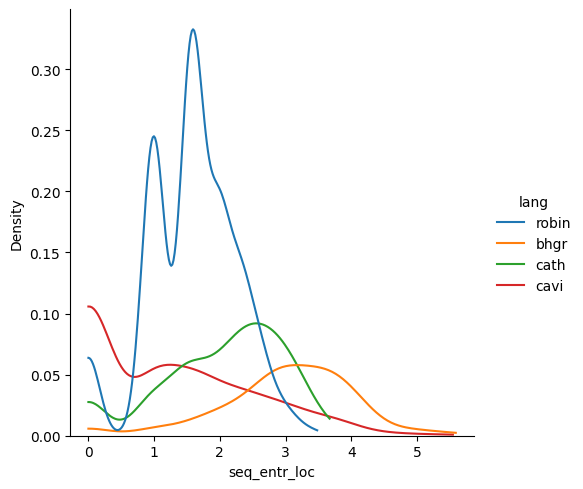 Density
0.30
0.25
0.20
0.15
0.10
0.05
0.00
0 1 2 3 4 5
seq_entr_loc
lang
robin
bhgr
cath
cavi